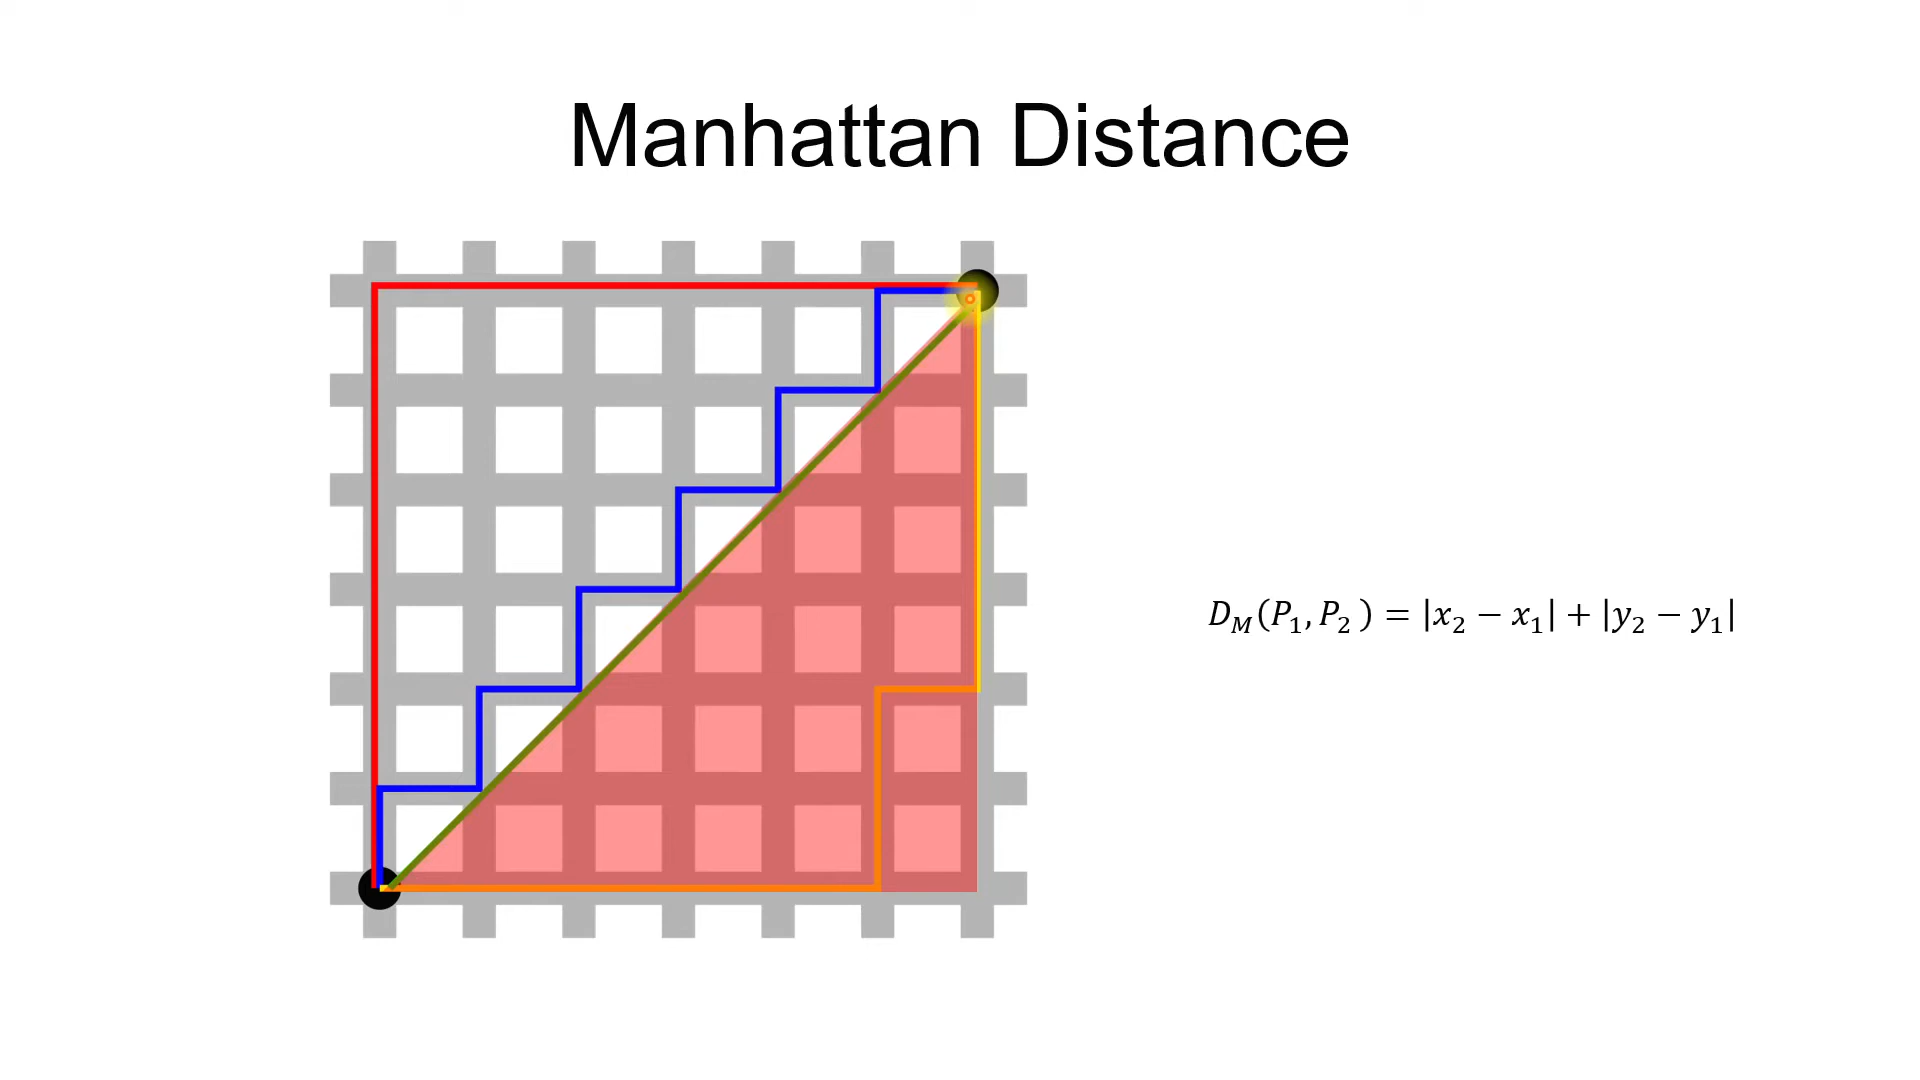 Manhattan Distance
D_M(P_1, P_2) = |x_2 − x_1| + |y_2 − y_1|